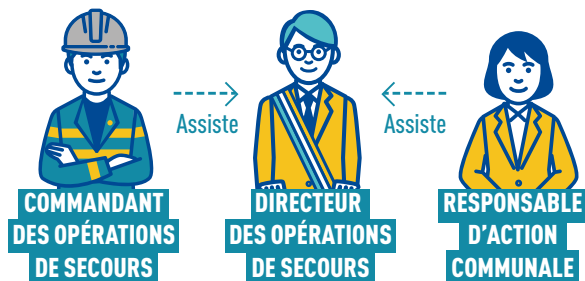 Assiste
Assiste
COMMANDANT
DES OPÉRATIONS
DE SECOURS
DIRECTEUR
DES OPÉRATIONS
DE SECOURS
RESPONSABLE
D'ACTION
COMMUNALE